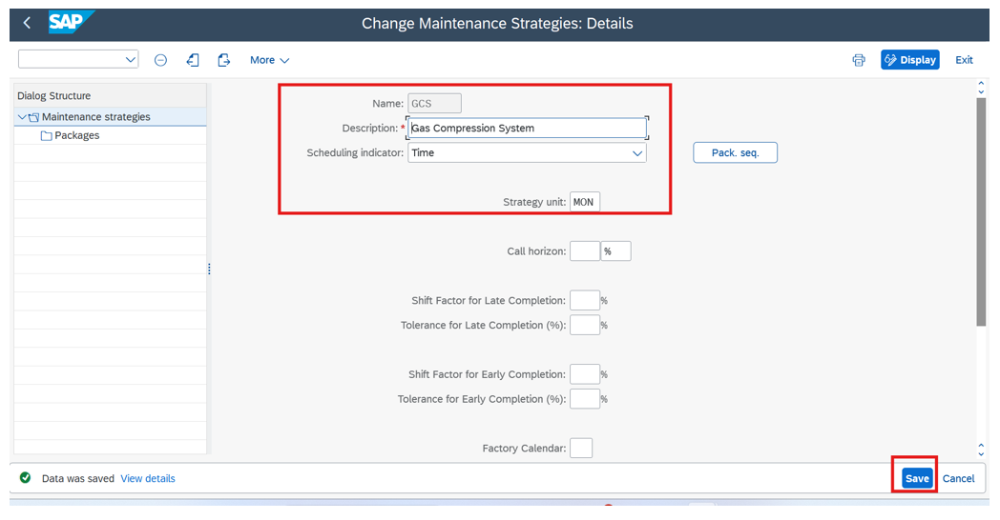 SAP
Change Maintenance Strategies: Details
More
Display
Exit
Dialog Structure
Maintenance strategies
Packages
Name: GCS
Description: * Gas Compression System
Scheduling indicator: Time
Pack. seq.
Strategy unit: MON
Call horizon: %
Shift Factor for Late Completion: %
Tolerance for Late Completion (%): %
Shift Factor for Early Completion: %
Tolerance for Early Completion (%): %
Factory Calendar:
Data was saved View details
Save
Cancel